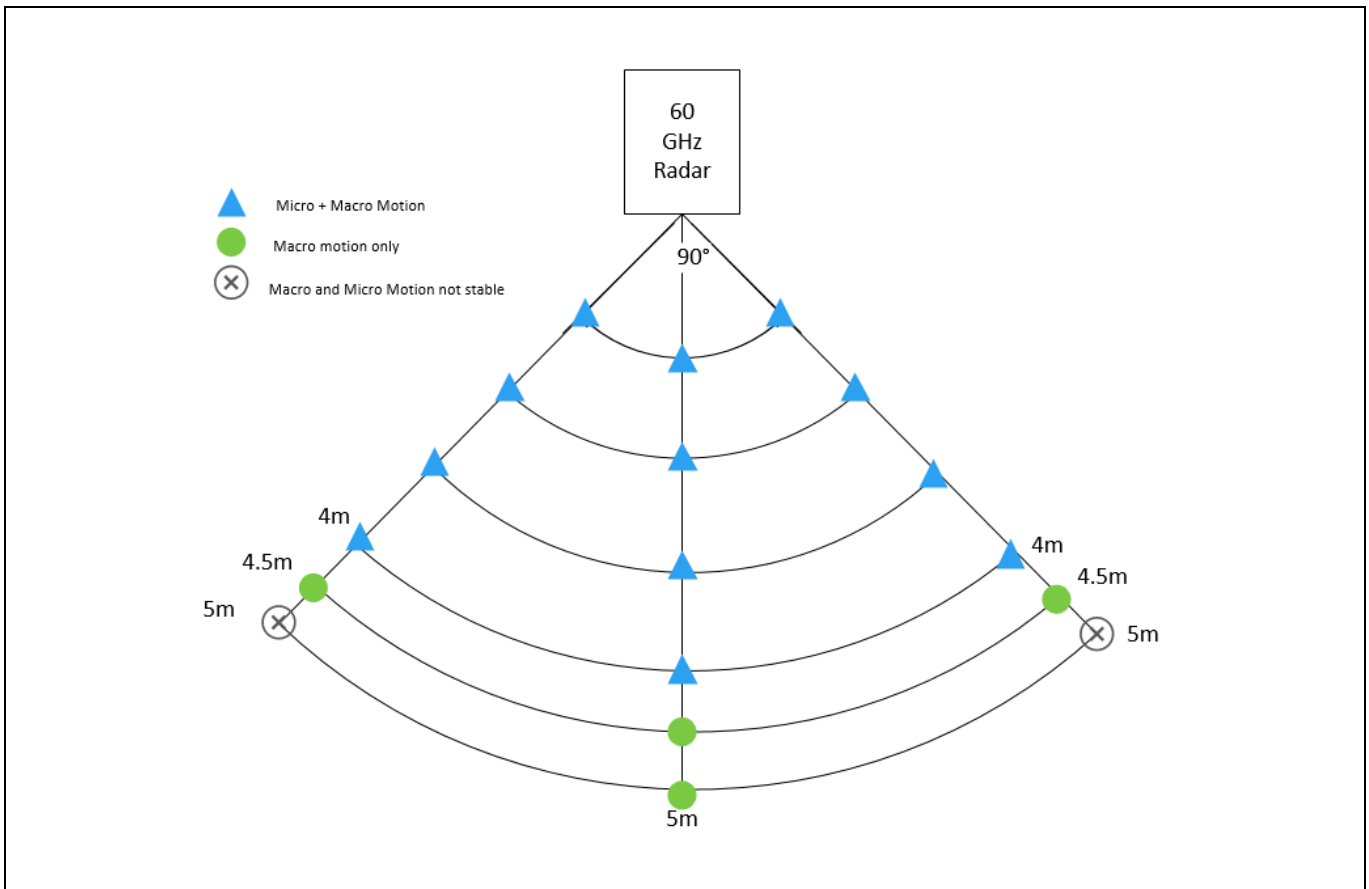 60
GHz
Radar
Micro + Macro Motion
Macro motion only
Macro and Micro Motion not stable
90°
4m
4m
4.5m
4.5m
5m
5m
5m